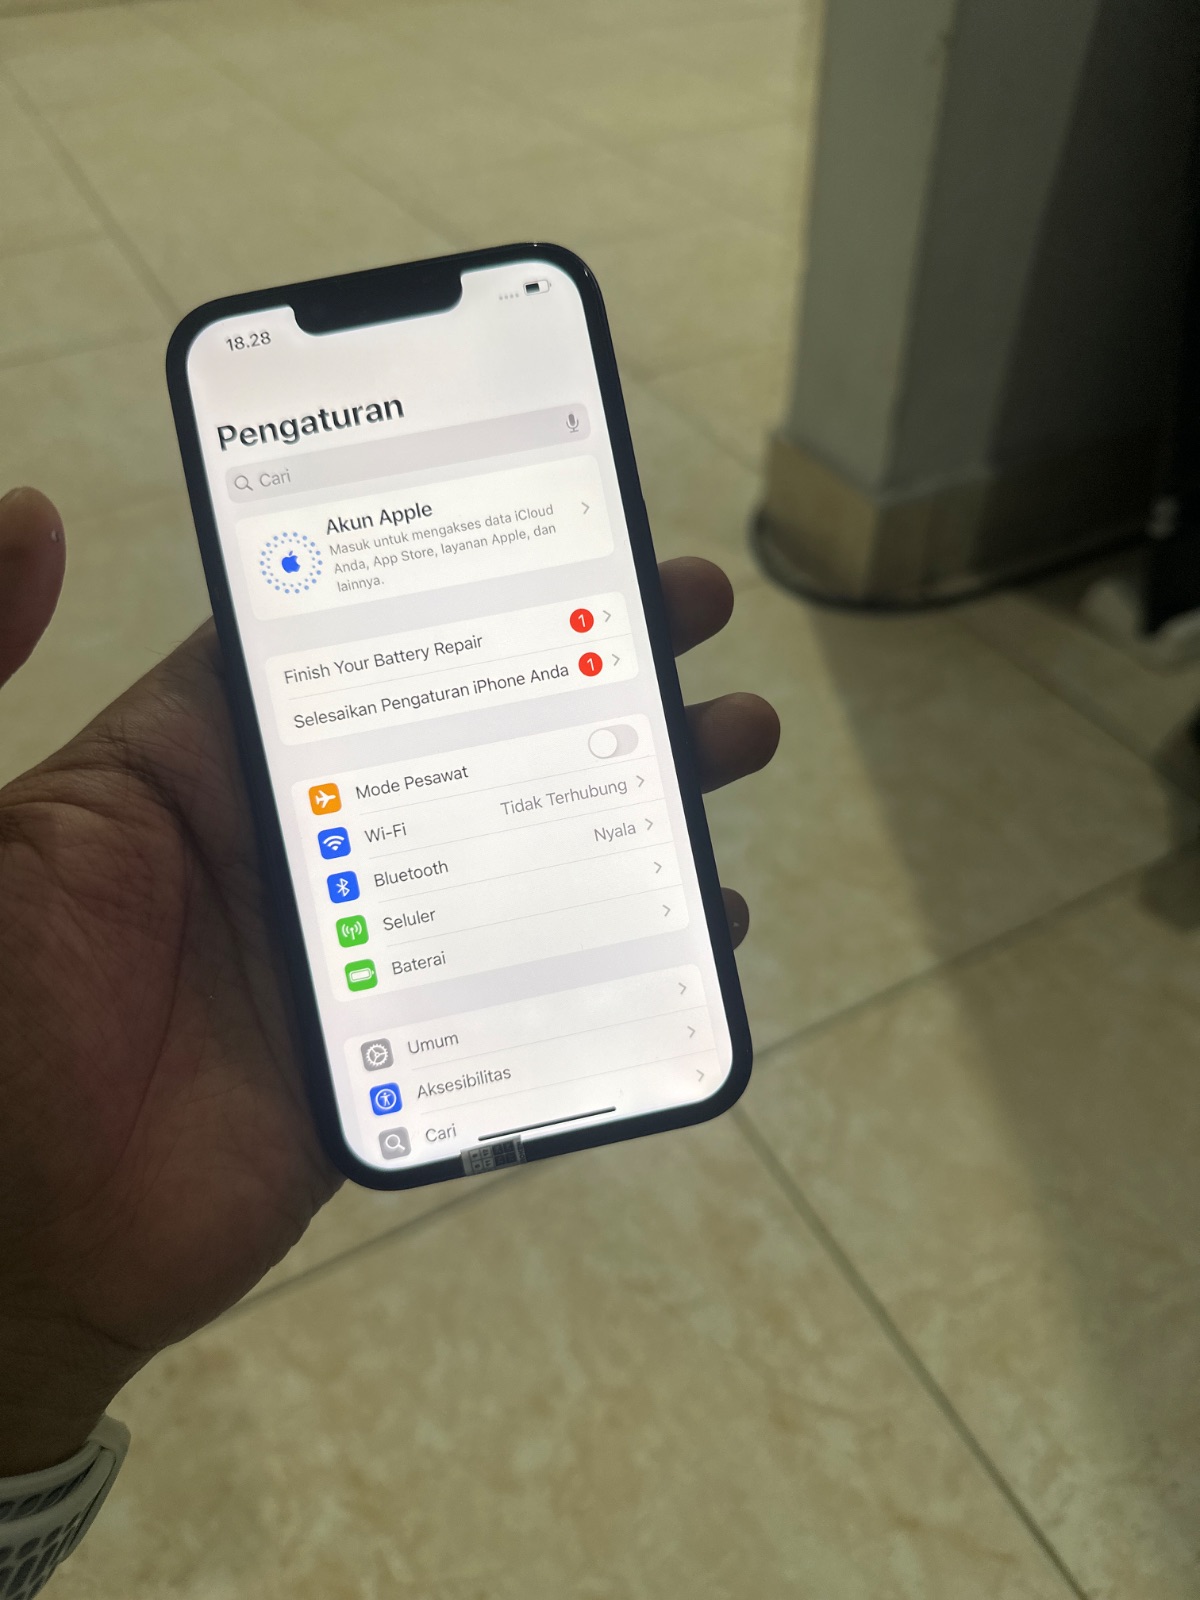 18.28
Pengaturan
Cari
Akun Apple
Masuk untuk mengakses data iCloud
Anda, App Store, layanan Apple, dan
lainnya.
Finish Your Battery Repair 1
Selesaikan Pengaturan iPhone Anda 1
Mode Pesawat
Wi-Fi Tidak Terhubung
Bluetooth Nyala
Seluler
Baterai
Umum
Aksesibilitas
Cari